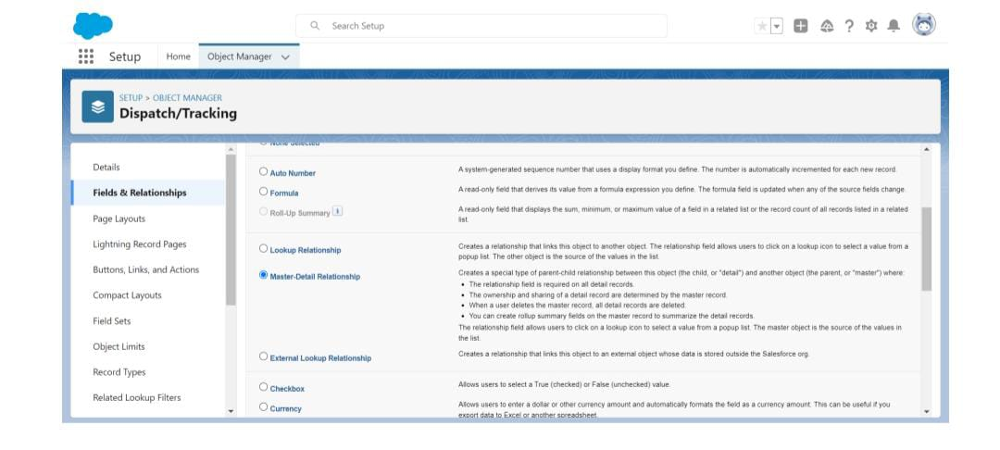 Search Setup
Setup
Home
Object Manager
SETUP > OBJECT MANAGER
Dispatch/Tracking
Details
Fields & Relationships
Page Layouts
Lightning Record Pages
Buttons, Links, and Actions
Compact Layouts
Field Sets
Object Limits
Record Types
Related Lookup Filters
None Selected
Auto Number
A system-generated sequence number that uses a display format you define. The number is automatically incremented for each new record.
Formula
A read-only field that derives its value from a formula expression you define. The formula field is updated when any of the source fields change.
Roll-Up Summary
A read-only field that displays the sum, minimum, or maximum value of a field in a related list or the record count of all records listed in a related
list.
Lookup Relationship
Creates a relationship that links this object to another object. The relationship field allows users to click on a lookup icon to select a value from a
popup list. The other object is the source of the values in the list.
Master-Detail Relationship
Creates a special type of parent-child relationship between this object (the child, or "detail") and another object (the parent, or "master") where:
• The relationship field is required on all detail records.
• The ownership and sharing of a detail record are determined by the master record.
• When a user deletes the master record, all detail records are deleted.
• You can create rollup summary fields on the master record to summarize the detail records.
The relationship field allows users to click on a lookup icon to select a value from a popup list. The master object is the source of the values in
the list.
External Lookup Relationship
Creates a relationship that links this object to an external object whose data is stored outside the Salesforce org.
Checkbox
Allows users to select a True (checked) or False (unchecked) value.
Currency
Allows users to enter a dollar or other currency amount and automatically formats the field as a currency amount. This can be useful if you
export data to Excel or another spreadsheet.